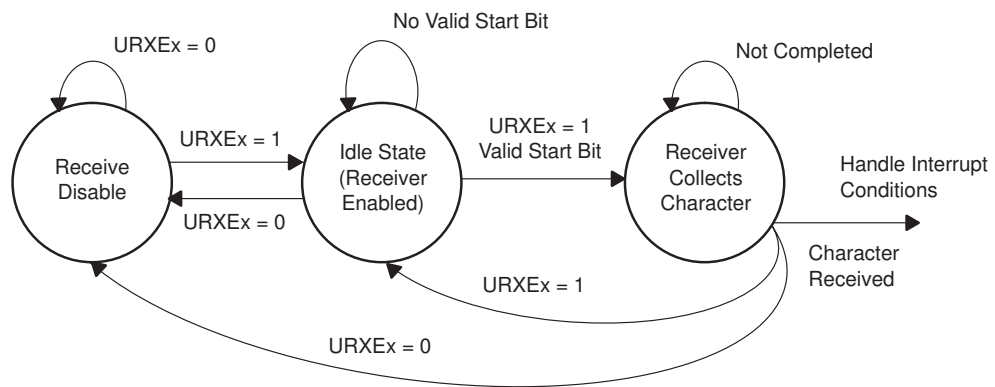 No Valid Start Bit
URXEx = 0
Not Completed
URXEx = 1
URXEx = 1
Valid Start Bit
Receive
Disable
Idle State
(Receiver
Enabled)
Receiver
Collects
Character
Handle Interrupt
Conditions
URXEx = 0
Character
Received
URXEx = 1
URXEx = 0